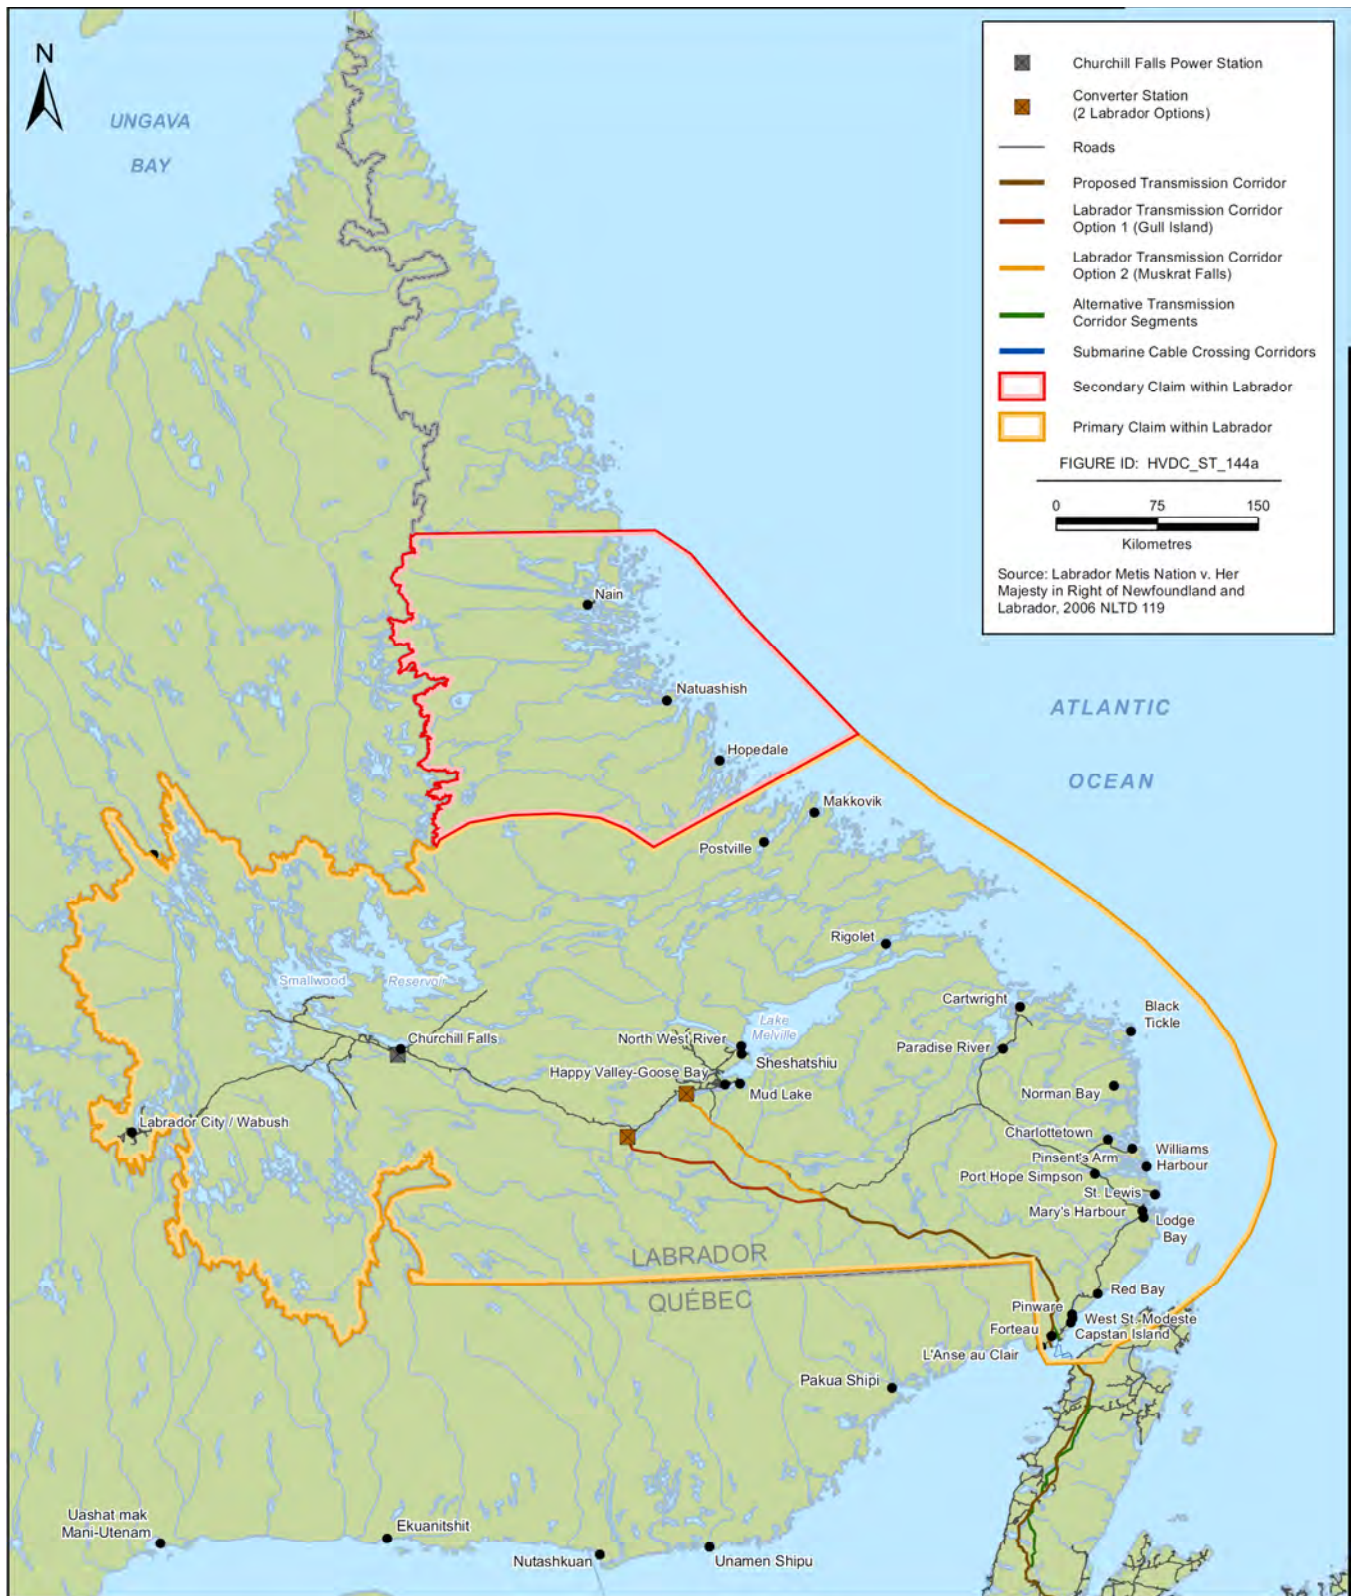 N
UNGAVA
BAY
Churchill Falls Power Station
Converter Station
(2 Labrador Options)
Roads
Proposed Transmission Corridor
Labrador Transmission Corridor
Option 1 (Gull Island)
Labrador Transmission Corridor
Option 2 (Muskrat Falls)
Alternative Transmission
Corridor Segments
Submarine Cable Crossing Corridors
Secondary Claim within Labrador
Primary Claim within Labrador
FIGURE ID: HVDC_ST_144a
0 75 150
Kilometres
Source: Labrador Metis Nation v. Her
Majesty in Right of Newfoundland and
Labrador, 2006 NLTD 119
Nain
Natuashish
Hopedale
ATLANTIC
OCEAN
Makkovik
Postville
Rigolet
Smallwood Reservoir
Cartwright
Black
Tickle
Lake
Melville
Churchill Falls
North West River
Paradise River
Sheshatshiu
Happy Valley-Goose Bay
Mud Lake
Norman Bay
Labrador City / Wabush
Charlottetown
Pinsent's Arm
Williams
Harbour
Port Hope Simpson
St. Lewis
Mary's Harbour
Lodge
Bay
LABRADOR
QUÉBEC
Red Bay
Pinware
West St. Modeste
Forteau
Capstan Island
L'Anse au Clair
Pakua Shipi
Uashat mak
Mani-Utenam
Ekuanitshit
Nutashkuan
Unamen Shipu